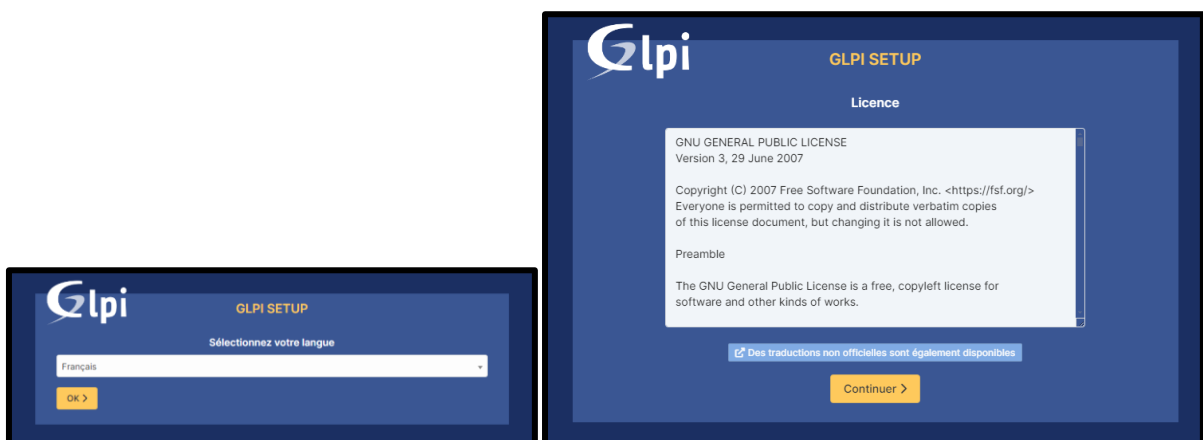 Glpi
GLPI SETUP
Sélectionnez votre langue
Français
OK >
Glpi
GLPI SETUP
Licence
GNU GENERAL PUBLIC LICENSE
Version 3, 29 June 2007
Copyright (C) 2007 Free Software Foundation, Inc. <https://fsf.org/>
Everyone is permitted to copy and distribute verbatim copies
of this license document, but changing it is not allowed.
Preamble
The GNU General Public License is a free, copyleft license for
software and other kinds of works.
Des traductions non officielles sont également disponibles
Continuer >